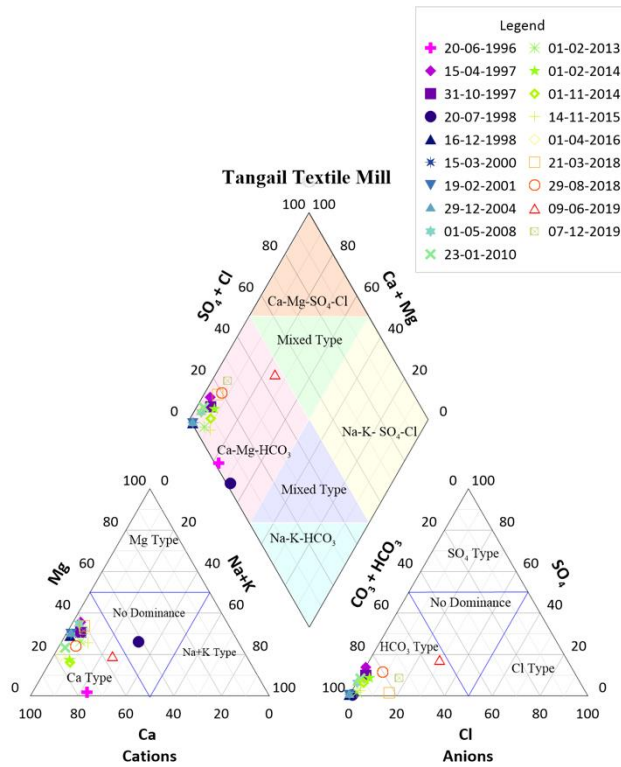 Legend
20-06-1996 01-02-2013
15-04-1997 01-02-2014
31-10-1997 01-11-2014
20-07-1998 14-11-2015
16-12-1998 01-04-2016
15-03-2000 21-03-2018
19-02-2001 29-08-2018
29-12-2004 09-06-2019
01-05-2008 07-12-2019
23-01-2010
Tangail Textile Mill
100 100
80 80
60 60
SO₄ + Cl Ca + Mg
Ca-Mg-SO₄-Cl
40 40
Mixed Type
20 20
0 0
Na-K- SO₄-Cl
Ca-Mg-HCO₃
Mixed Type
Na-K-HCO₃
100 0 0 100
80 20 20 80
Mg Type SO₄ Type
60 40 40 60
Mg Na+K CO₃ + HCO₃ SO₄
40 60 60 40
No Dominance No Dominance
20 80 80 20
Na+K Type HCO₃ Type
Ca Type Cl Type
0 100 100 0
100 80 60 40 20 0 0 20 40 60 80 100
Ca Cl
Cations Anions